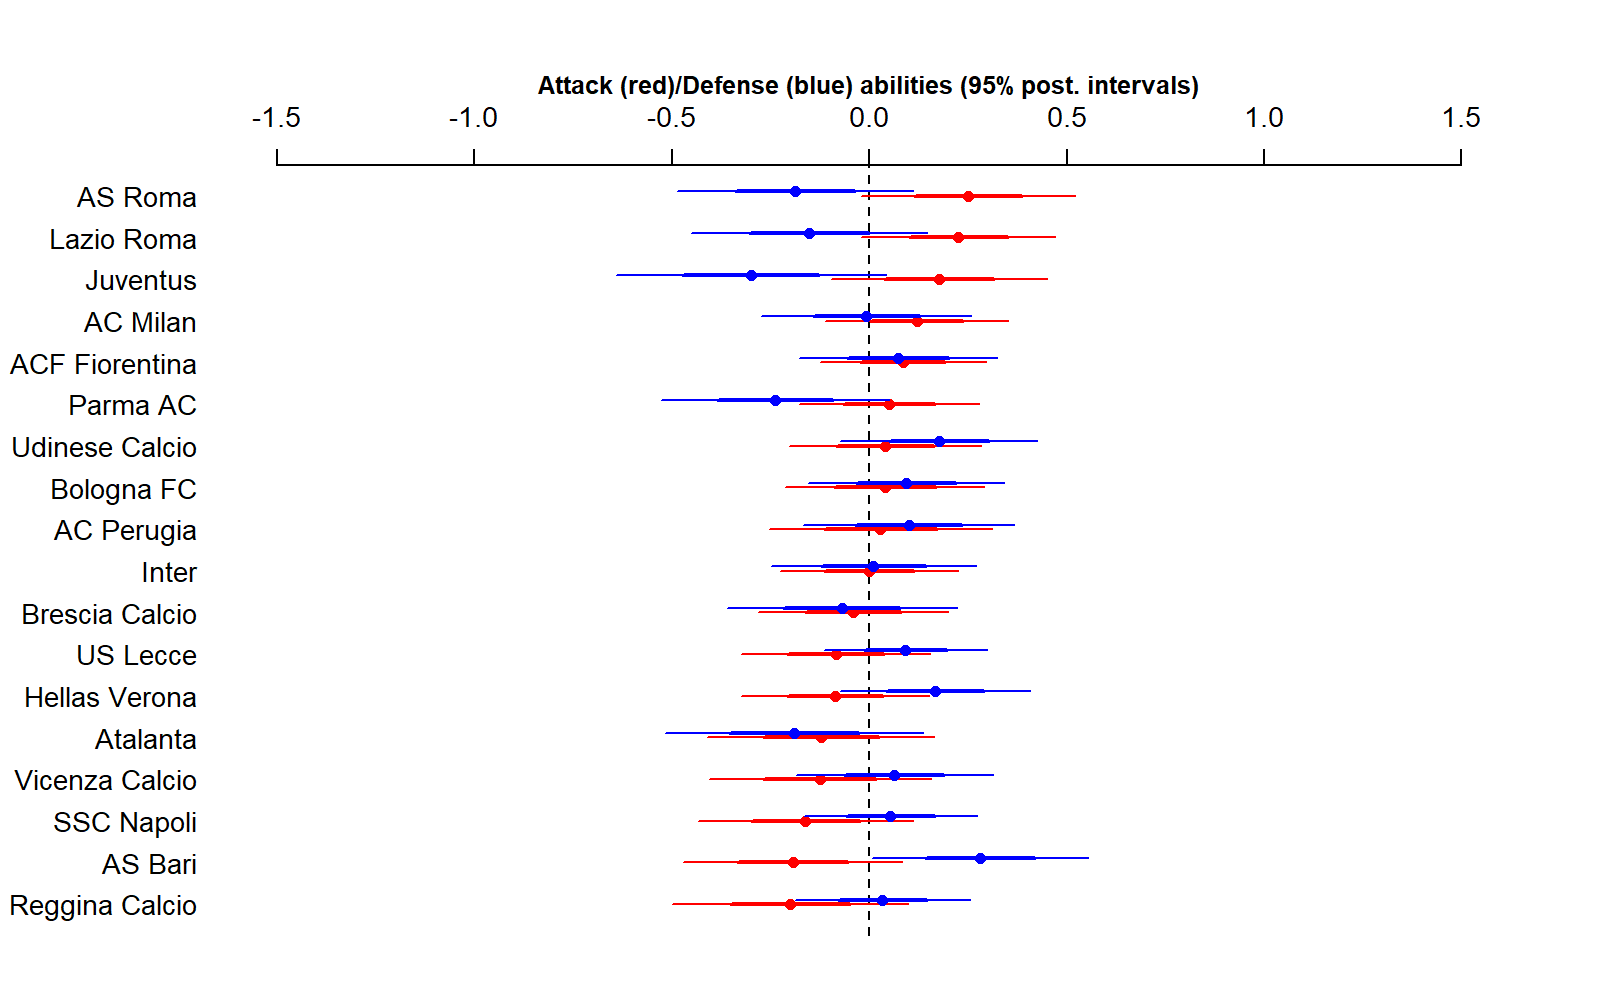 Attack (red)/Defense (blue) abilities (95% post. intervals)
-1.5 -1.0 -0.5 0.0 0.5 1.0 1.5
AS Roma
Lazio Roma
Juventus
AC Milan
ACF Fiorentina
Parma AC
Udinese Calcio
Bologna FC
AC Perugia
Inter
Brescia Calcio
US Lecce
Hellas Verona
Atalanta
Vicenza Calcio
SSC Napoli
AS Bari
Reggina Calcio